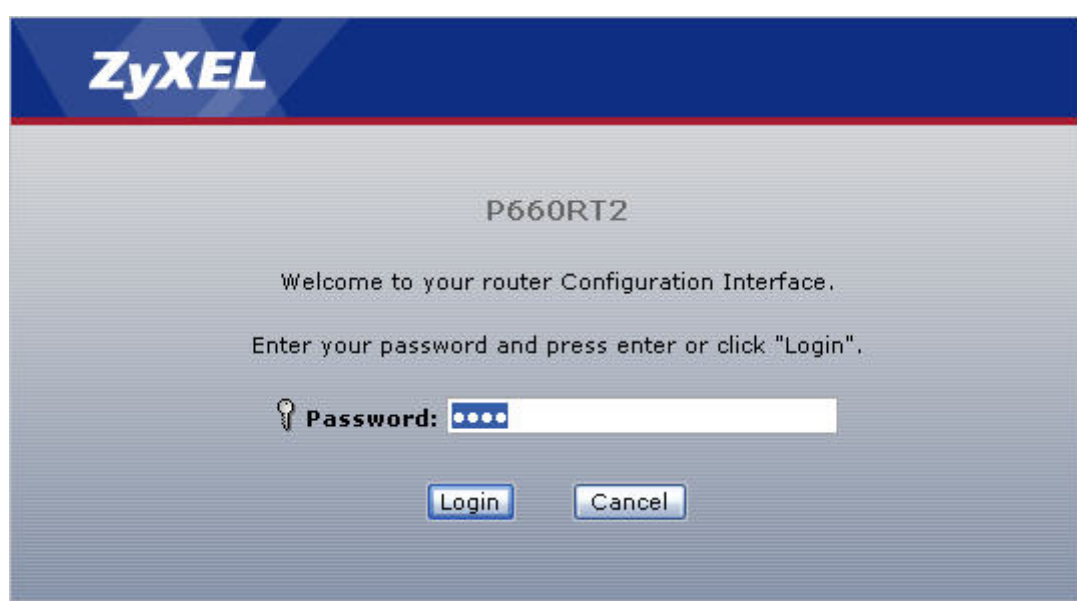 ZyXEL
P660RT2
Welcome to your router Configuration Interface.
Enter your password and press enter or click "Login".
Password: ••••
Login Cancel